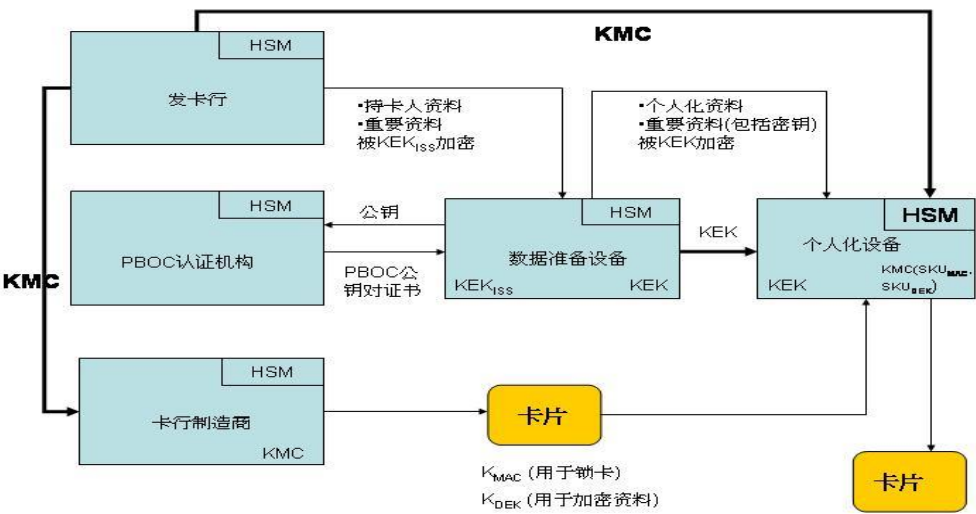 KMC
HSM
发卡行
•持卡人资料
•重要资料
被KEKISS加密
•个人化资料
•重要资料(包括密钥)
被KEK加密
HSM
PBOC认证机构
公钥
PBOC公
钥对证书
HSM
数据准备设备
KEKISS
KEK
KEK
HSM
个人化设备
KMC(SKUMAC,
SKUDEK)
KEK
KMC
HSM
卡行制造商
KMC
卡片
KMAC (用于锁卡)
KDEK (用于加密资料)
卡片